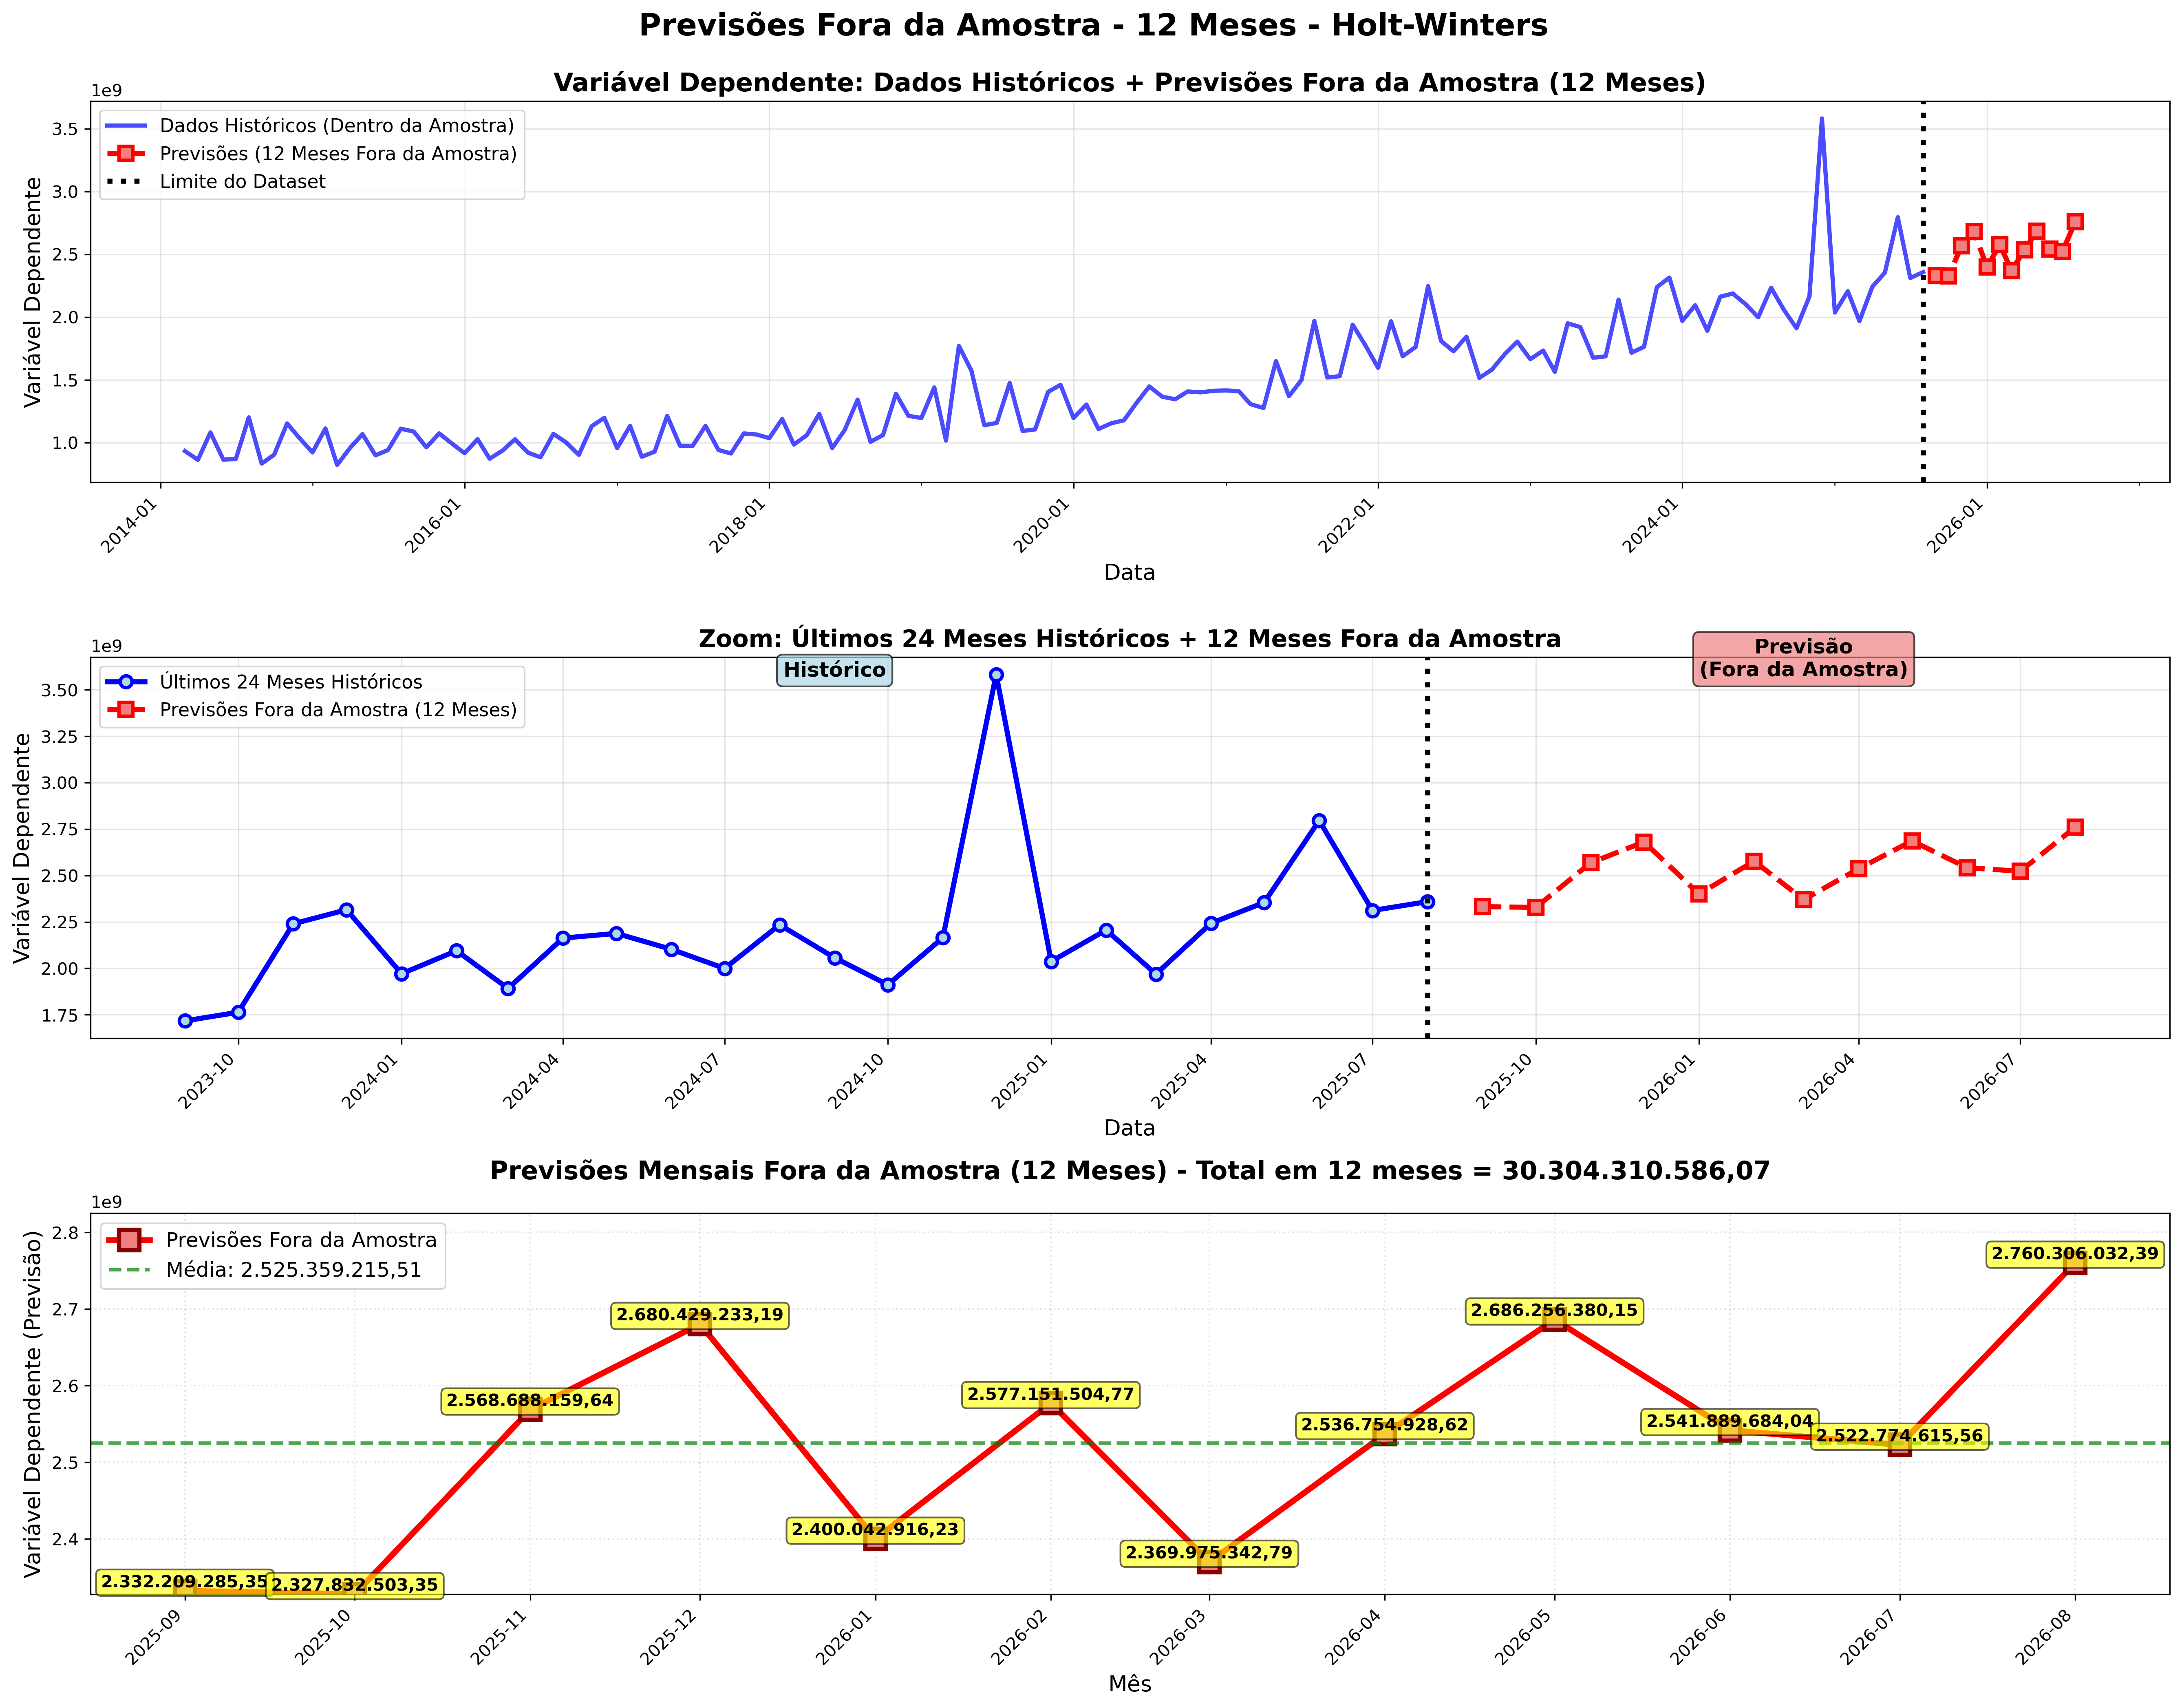 Previsões Fora da Amostra - 12 Meses - Holt-Winters
Variável Dependente: Dados Históricos + Previsões Fora da Amostra (12 Meses)
1e9
Dados Históricos (Dentro da Amostra)
Previsões (12 Meses Fora da Amostra)
Limite do Dataset
Variável Dependente
3.5
3.0
2.5
2.0
1.5
1.0
2014-01
2016-01
2018-01
2020-01
2022-01
2024-01
2026-01
Data
Zoom: Últimos 24 Meses Históricos + 12 Meses Fora da Amostra
1e9
Últimos 24 Meses Históricos
Previsões Fora da Amostra (12 Meses)
Histórico
Previsão
(Fora da Amostra)
Variável Dependente
3.50
3.25
3.00
2.75
2.50
2.25
2.00
1.75
2023-10
2024-01
2024-04
2024-07
2024-10
2025-01
2025-04
2025-07
2025-10
2026-01
2026-04
2026-07
Data
Previsões Mensais Fora da Amostra (12 Meses) - Total em 12 meses = 30.304.310.586,07
1e9
Previsões Fora da Amostra
Média: 2.525.359.215,51
Variável Dependente (Previsão)
2.8
2.7
2.6
2.5
2.4
2.332.209.285,35
2.327.832.503,35
2.568.688.159,64
2.680.429.233,19
2.400.042.916,23
2.577.151.504,77
2.369.975.342,79
2.536.754.928,62
2.686.256.380,15
2.541.889.684,04
2.522.774.615,56
2.760.306.032,39
2025-09
2025-10
2025-11
2025-12
2026-01
2026-02
2026-03
2026-04
2026-05
2026-06
2026-07
2026-08
Mês